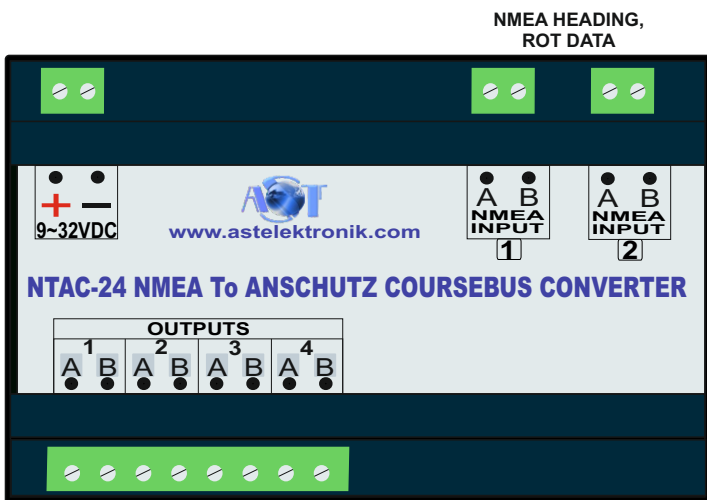 NMEA HEADING,
ROT DATA
+ −
9~32VDC
AST
www.astelektronik.com
A B
NMEA
INPUT
1
A B
NMEA
INPUT
2
NTAC-24 NMEA To ANSCHUTZ COURSEBUS CONVERTER
OUTPUTS
1 2 3 4
A B A B A B A B